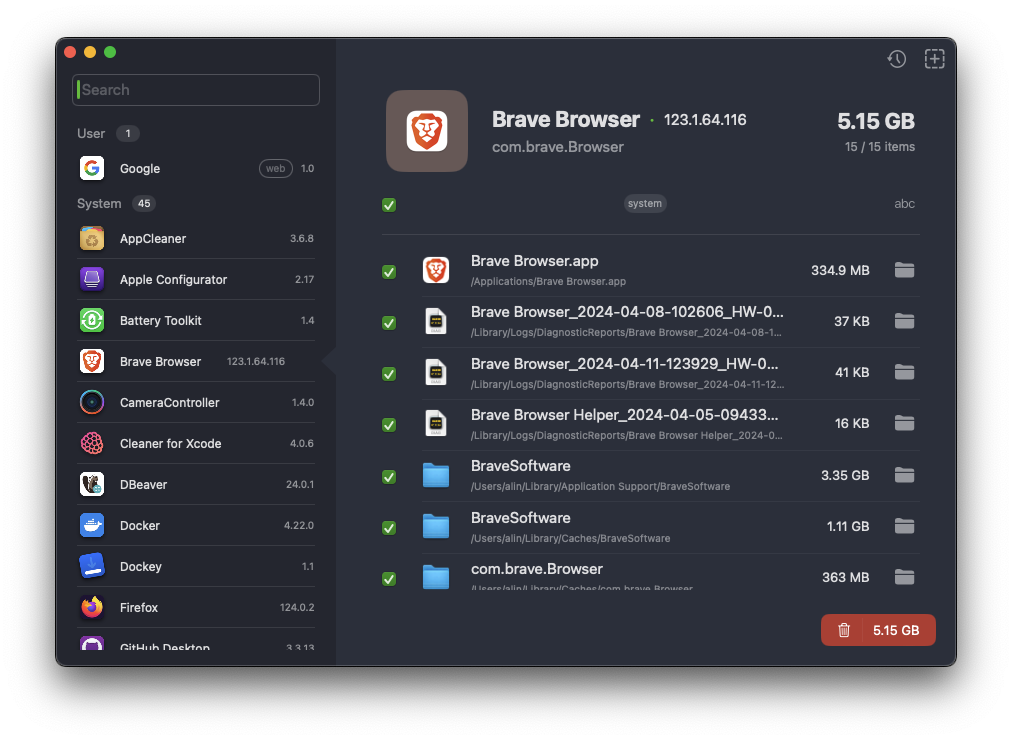 Search
User 1
Google web 1.0
System 45
AppCleaner 3.6.8
Apple Configurator 2.17
Battery Toolkit 1.4
Brave Browser 123.1.64.116
CameraController 1.4.0
Cleaner for Xcode 4.0.6
DBeaver 24.0.1
Docker 4.22.0
Dockey 1.1
Firefox 124.0.2
GitHub Desktop 3.3.13
Brave Browser · 123.1.64.116
com.brave.Browser
5.15 GB
15 / 15 items
system
abc
Brave Browser.app
/Applications/Brave Browser.app
334.9 MB
Brave Browser_2024-04-08-102606_HW-0...
/Library/Logs/DiagnosticReports/Brave Browser_2024-04-08-1...
37 KB
Brave Browser_2024-04-11-123929_HW-0...
/Library/Logs/DiagnosticReports/Brave Browser_2024-04-11-12...
41 KB
Brave Browser Helper_2024-04-05-09433...
/Library/Logs/DiagnosticReports/Brave Browser Helper_2024-0...
16 KB
BraveSoftware
/Users/alin/Library/Application Support/BraveSoftware
3.35 GB
BraveSoftware
/Users/alin/Library/Caches/BraveSoftware
1.11 GB
com.brave.Browser
/Users/alin/Library/Caches/com.brave.Browser
363 MB
5.15 GB